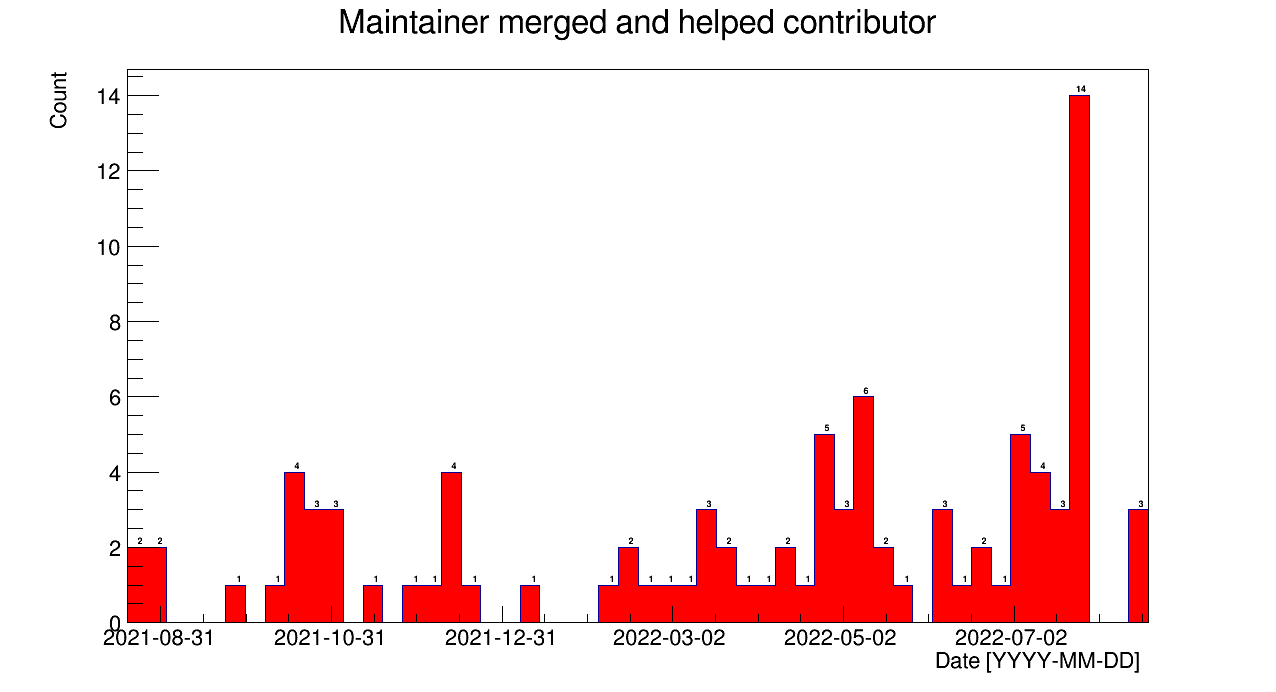 Maintainer merged and helped contributor
Count
14
12
10
8
6
4
2
0
2 2 1 1 4 3 3 1 1 1 4 1 1 1 2 1 1 1 3 2 1 1 2 1 5 3 6 2 1 3 1 2 1 5 4 3 14 3
2021-08-31 2021-10-31 2021-12-31 2022-03-02 2022-05-02 2022-07-02
Date [YYYY-MM-DD]